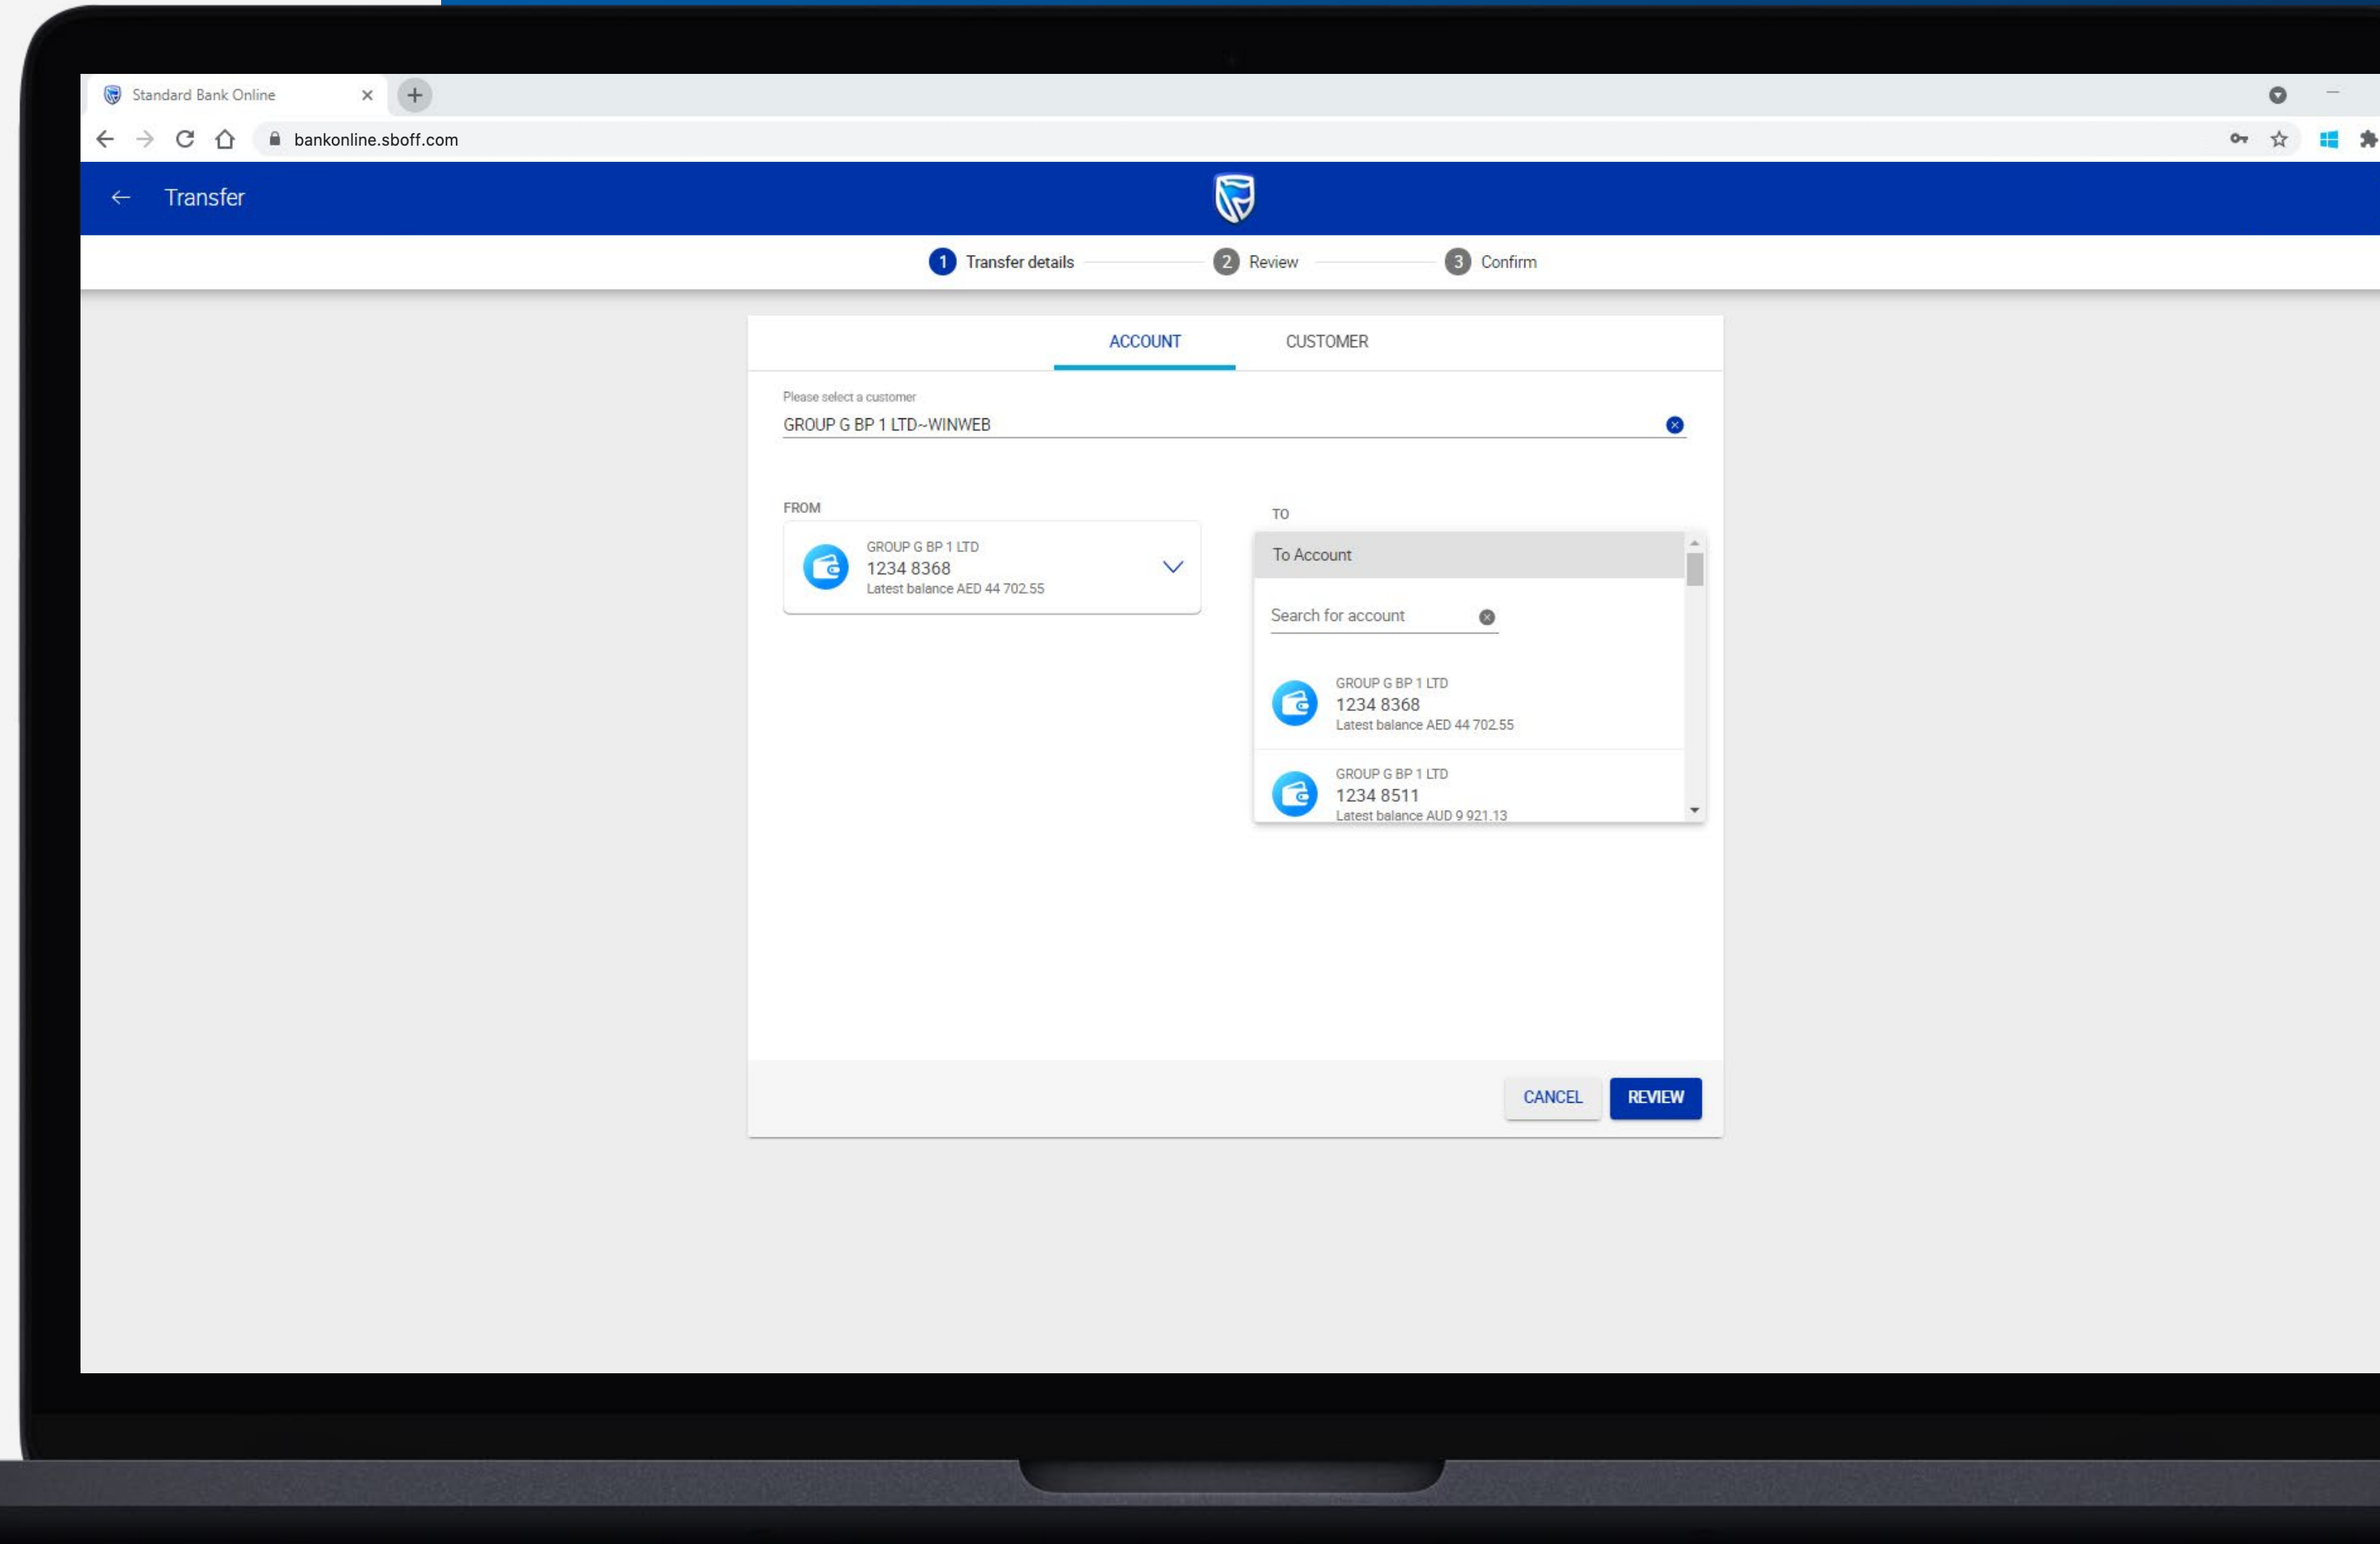 Standard Bank Online
bankonline.sboff.com
Transfer
1 Transfer details
2 Review
3 Confirm
ACCOUNT
CUSTOMER
Please select a customer
GROUP G BP 1 LTD~WINWEB
FROM
GROUP G BP 1 LTD
1234 8368
Latest balance AED 44 702.55
TO
To Account
Search for account
GROUP G BP 1 LTD
1234 8368
Latest balance AED 44 702.55
GROUP G BP 1 LTD
1234 8511
Latest balance AUD 9 921.13
CANCEL
REVIEW